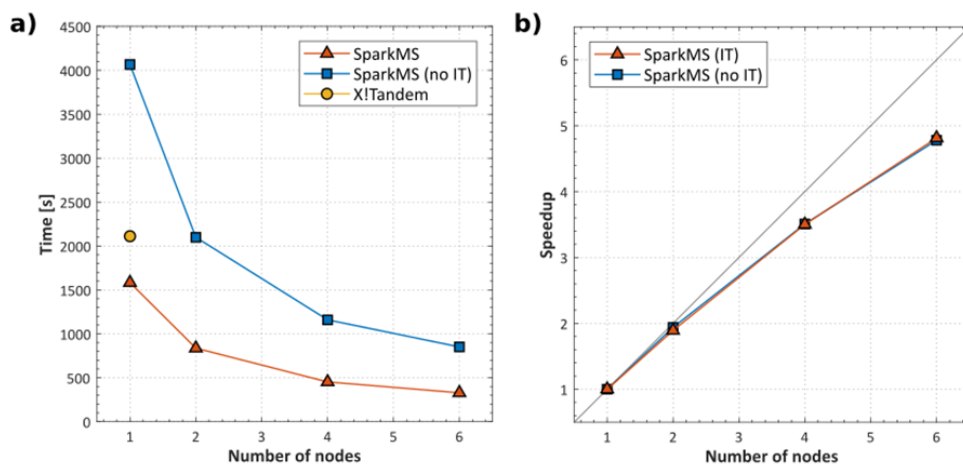 a)
4500
4000
3500
3000
2500
2000
1500
1000
500
0
Time [s]
SparkMS
SparkMS (no IT)
X!Tandem
1 2 3 4 5 6
Number of nodes
b)
6
5
4
3
2
1
Speedup
SparkMS (IT)
SparkMS (no IT)
1 2 3 4 5 6
Number of nodes